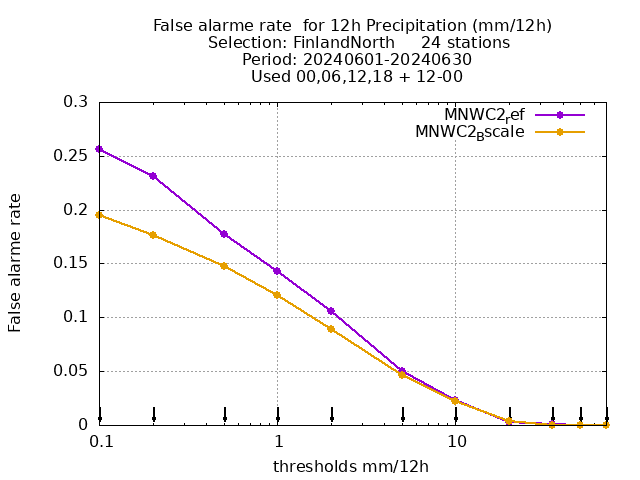 False alarme rate  for 12h Precipitation (mm/12h)
Selection: FinlandNorth     24 stations
Period: 20240601-20240630
Used 00,06,12,18 + 12-00
MNWC2ref
MNWC2Bscale
0.3
0.25
0.2
0.15
0.1
0.05
0
False alarme rate
0.1 1 10
thresholds mm/12h